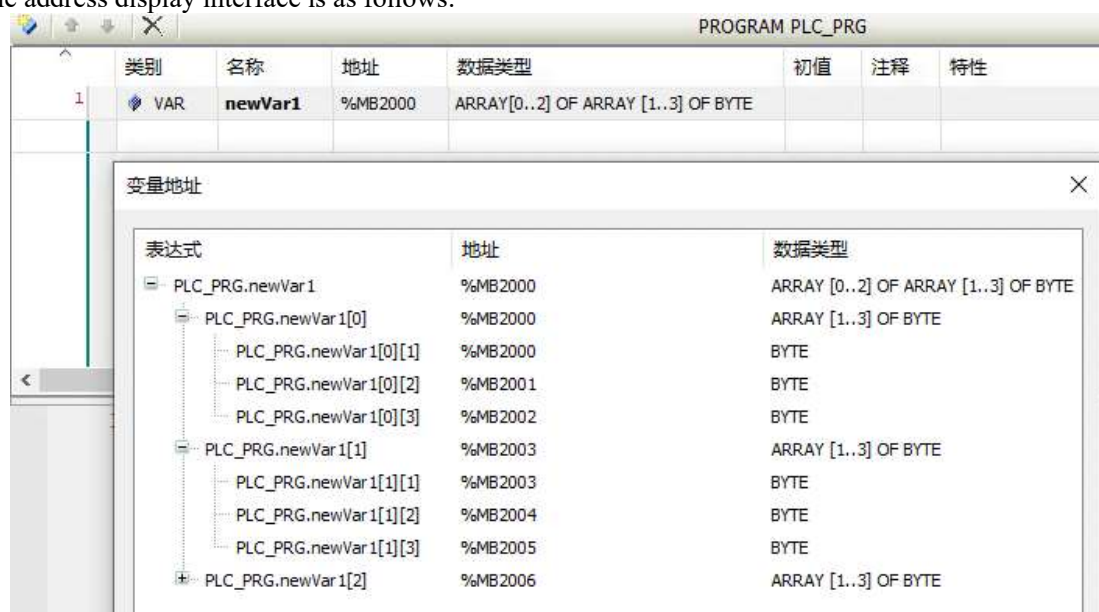 e address display interface is as follows:
PROGRAM PLC_PRG
类别 名称 地址 数据类型 初值 注释 特性
1 VAR newVar1 %MB2000 ARRAY[0..2] OF ARRAY [1..3] OF BYTE
变量地址
表达式 地址 数据类型
PLC_PRG.newVar1 %MB2000 ARRAY [0..2] OF ARRAY [1..3] OF BYTE
PLC_PRG.newVar1[0] %MB2000 ARRAY [1..3] OF BYTE
PLC_PRG.newVar1[0][1] %MB2000 BYTE
PLC_PRG.newVar1[0][2] %MB2001 BYTE
PLC_PRG.newVar1[0][3] %MB2002 BYTE
PLC_PRG.newVar1[1] %MB2003 ARRAY [1..3] OF BYTE
PLC_PRG.newVar1[1][1] %MB2003 BYTE
PLC_PRG.newVar1[1][2] %MB2004 BYTE
PLC_PRG.newVar1[1][3] %MB2005 BYTE
PLC_PRG.newVar1[2] %MB2006 ARRAY [1..3] OF BYTE